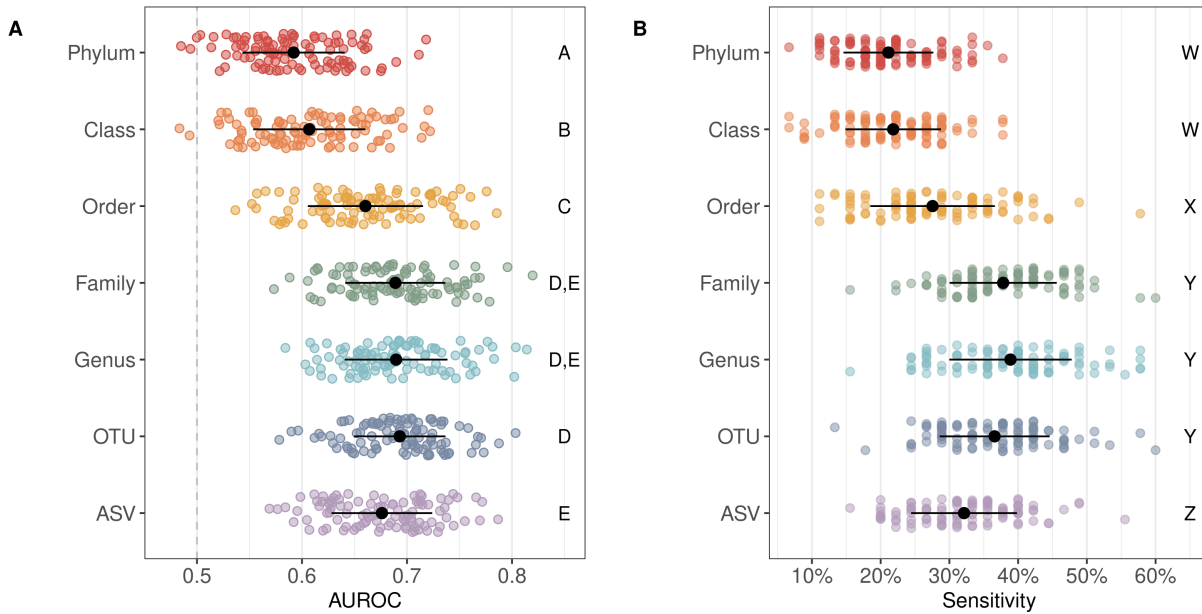 A
Phylum A
Class B
Order C
Family D,E
Genus D,E
OTU D
ASV E
0.5 0.6 0.7 0.8
AUROC
B
Phylum W
Class W
Order X
Family Y
Genus Y
OTU Y
ASV Z
10% 20% 30% 40% 50% 60%
Sensitivity